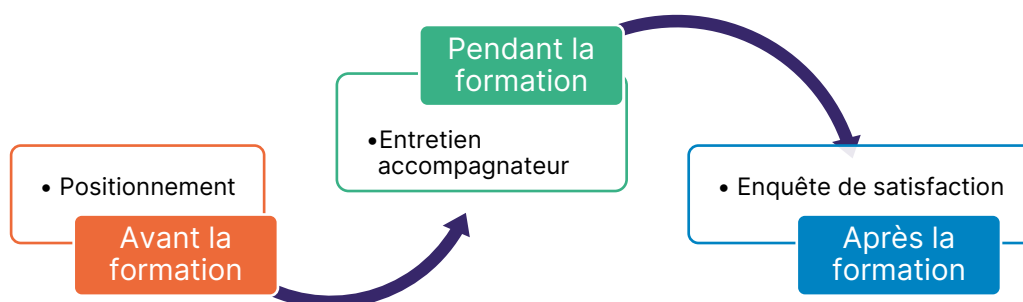 • Positionnement
Avant la
formation
Pendant la
formation
•Entretien
accompagnateur
• Enquête de satisfaction
Après la
formation